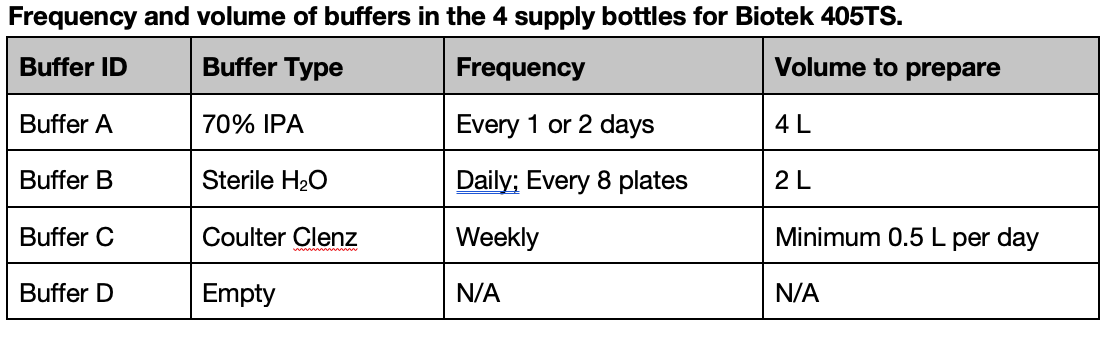 Frequency and volume of buffers in the 4 supply bottles for Biotek 405TS.
Buffer ID Buffer Type Frequency Volume to prepare
Buffer A 70% IPA Every 1 or 2 days 4 L
Buffer B Sterile H₂O Daily; Every 8 plates 2 L
Buffer C Coulter Clenz Weekly Minimum 0.5 L per day
Buffer D Empty N/A N/A